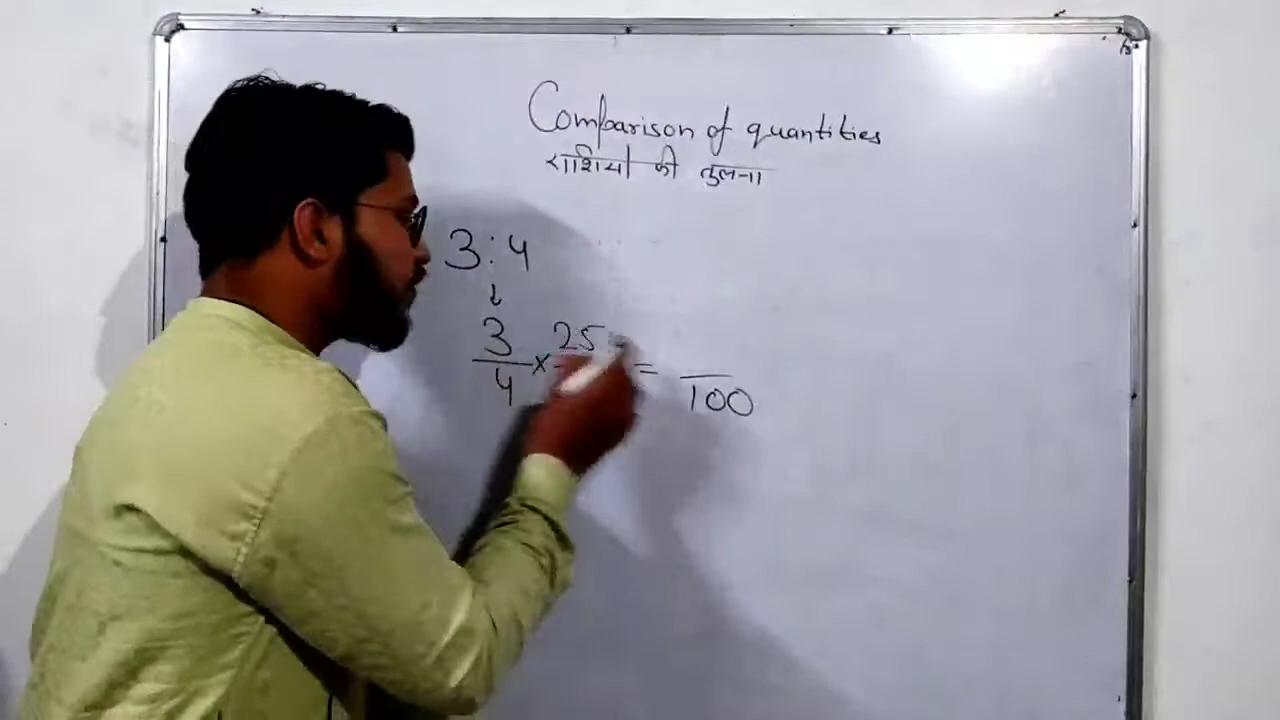 Comparison of quantities
राशियों की तुलना
3:4
↓
3/4 × 25 = /100